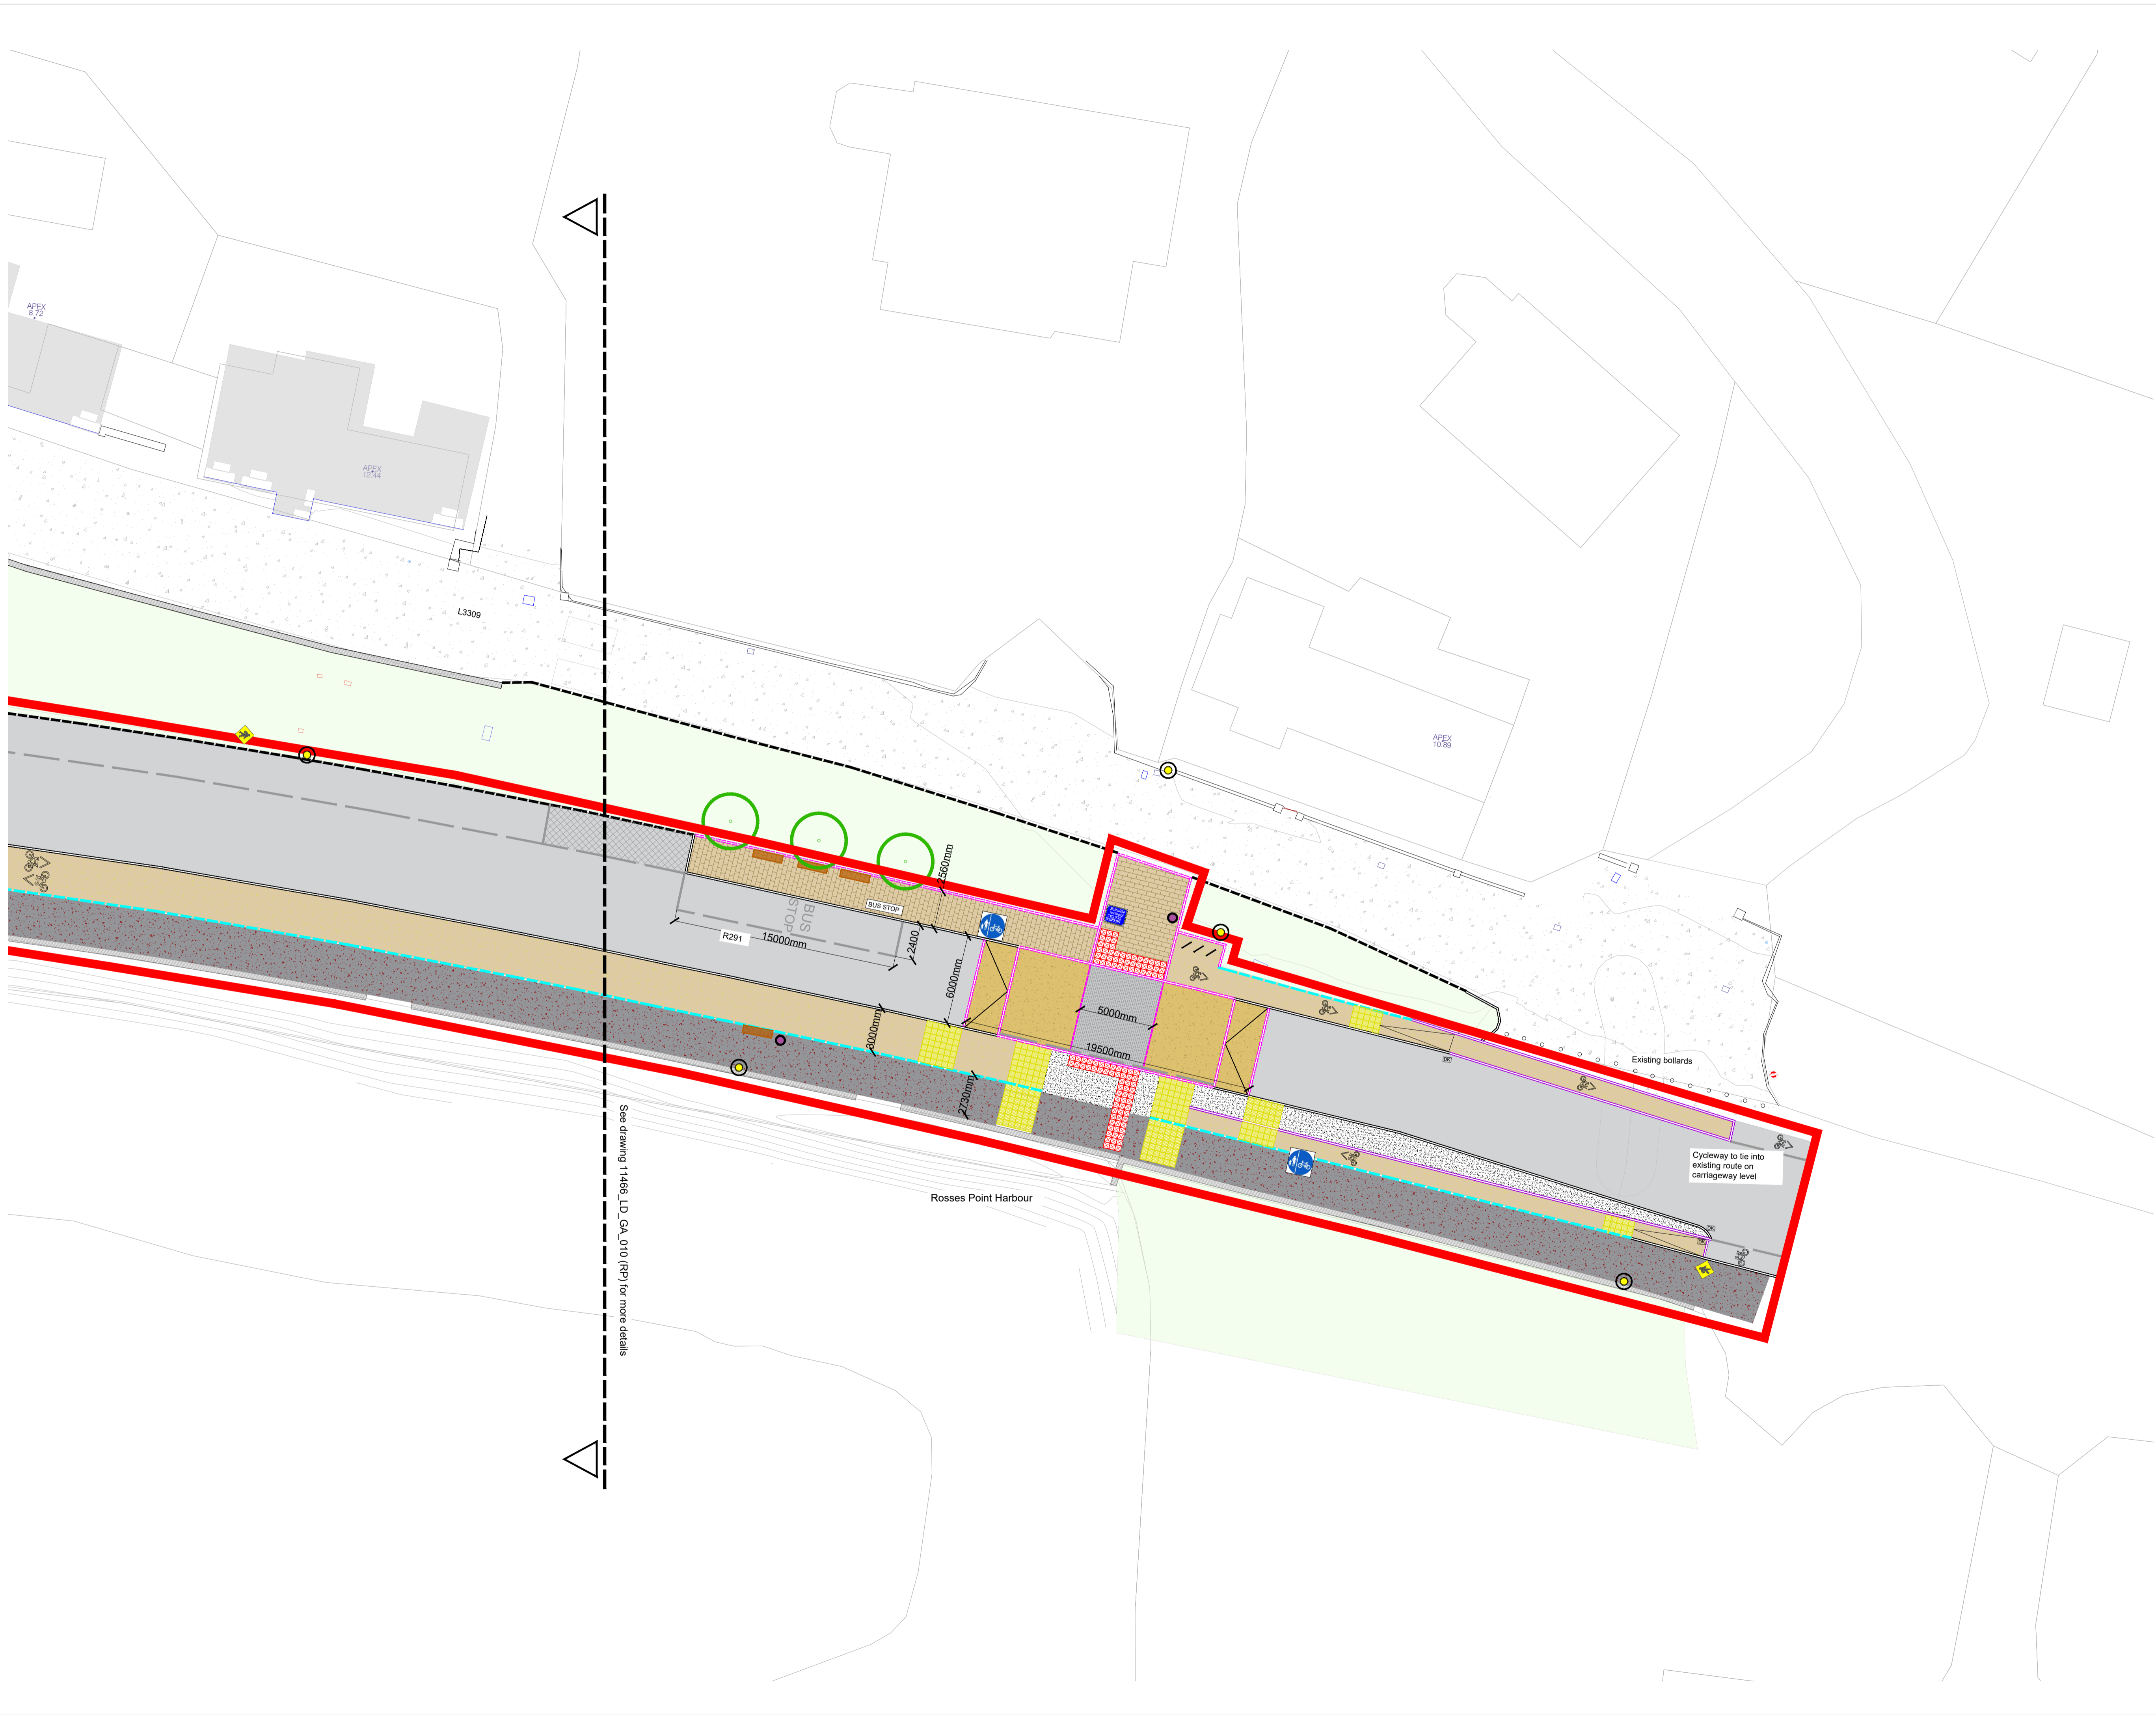 APEX
8.72
APEX
12.44
L3309
APEX
10.89
2560mm
BUS STOP
BUS
STOP
R291
15000mm
2400
6000mm
5000mm
3000mm
19500mm
2730mm
Existing bollards
Cycleway to tie into
existing route on
carriageway level
Rosses Point Harbour
See drawing 11466_LD_GA_010 (RP) for more details